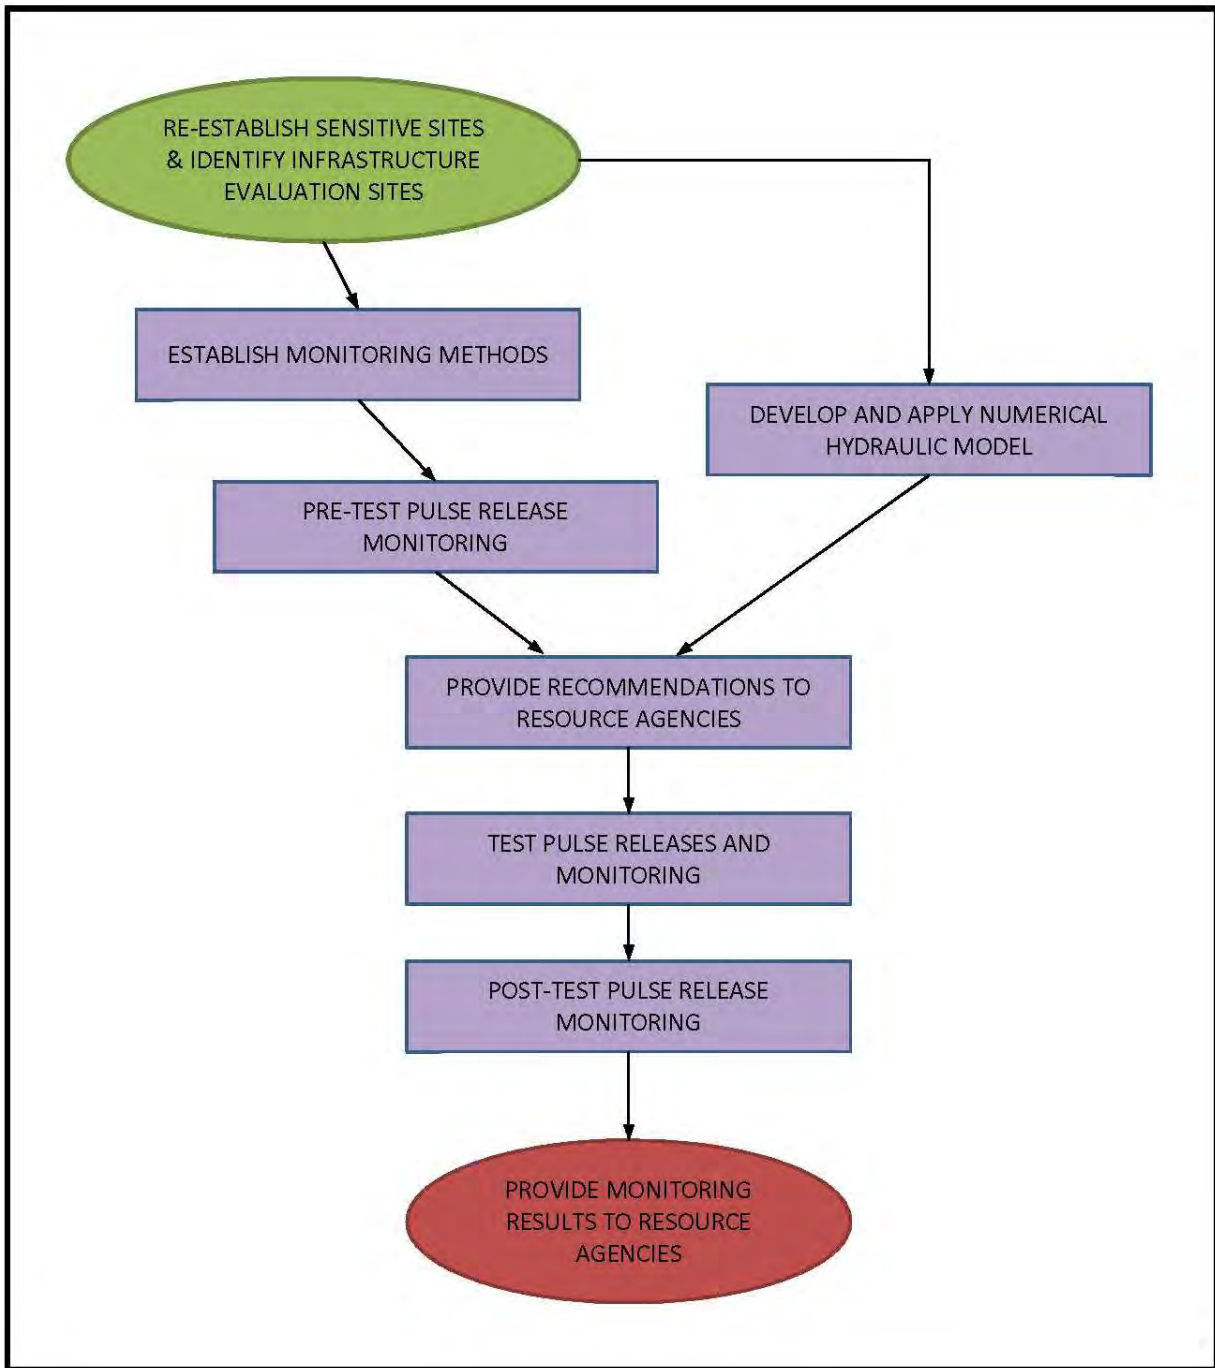 RE-ESTABLISH SENSITIVE SITES
& IDENTIFY INFRASTRUCTURE
EVALUATION SITES
ESTABLISH MONITORING METHODS
DEVELOP AND APPLY NUMERICAL
HYDRAULIC MODEL
PRE-TEST PULSE RELEASE
MONITORING
PROVIDE RECOMMENDATIONS TO
RESOURCE AGENCIES
TEST PULSE RELEASES AND
MONITORING
POST-TEST PULSE RELEASE
MONITORING
PROVIDE MONITORING
RESULTS TO RESOURCE
AGENCIES